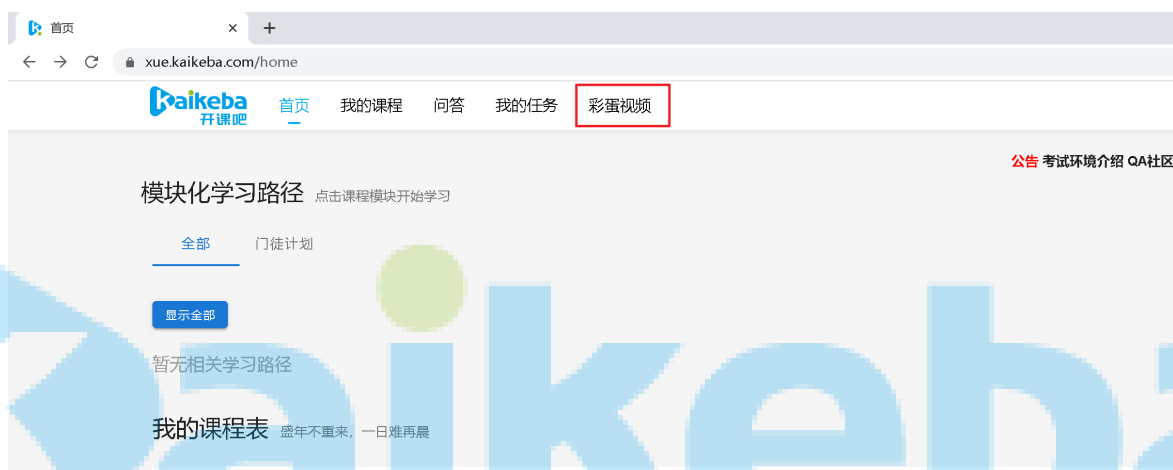 首页
xue.kaikeba.com/home
kaikeba 开课吧 首页 我的课程 问答 我的任务 彩蛋视频
公告 考试环境介绍 QA社区
模块化学习路径 点击课程模块开始学习
全部 门徒计划
显示全部
暂无相关学习路径
我的课程表 盛年不重来，一日难再晨
kaikeba